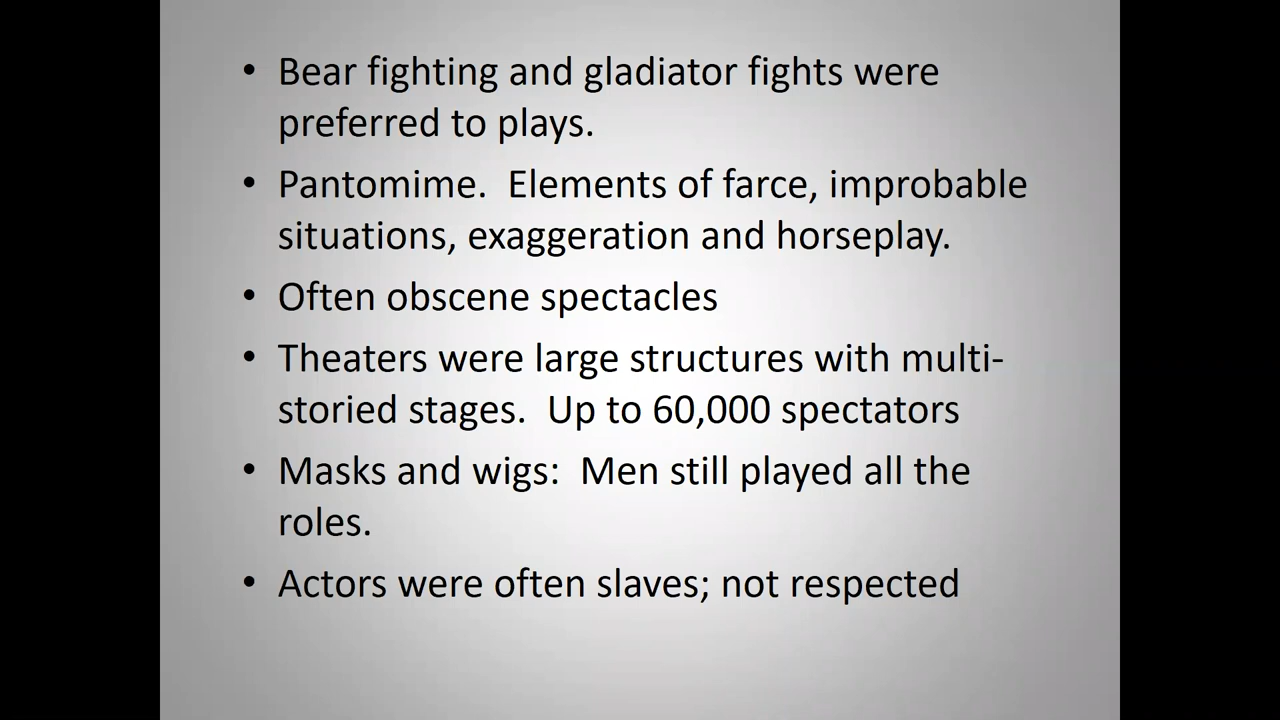 • Bear fighting and gladiator fights were
preferred to plays.
• Pantomime.  Elements of farce, improbable
situations, exaggeration and horseplay.
• Often obscene spectacles
• Theaters were large structures with multi-
storied stages.  Up to 60,000 spectators
• Masks and wigs:  Men still played all the
roles.
• Actors were often slaves; not respected